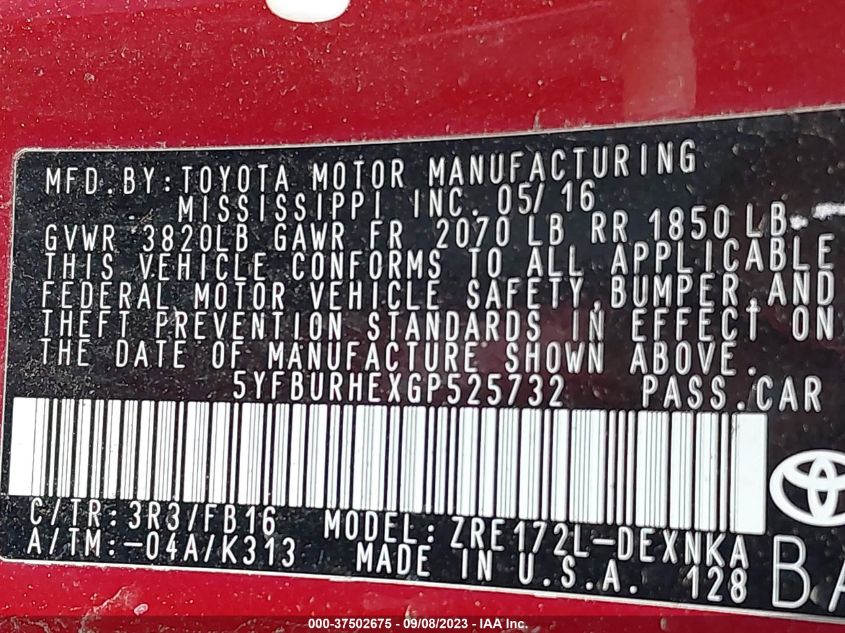 MFD.BY:TOYOTA MOTOR MANUFACTURING
MISSISSIPPI INC. 05/16
GVWR 3820LB GAWR FR 2070 LB RR 1850 LB
THIS VEHICLE CONFORMS TO ALL APPLICABLE
FEDERAL MOTOR VEHICLE SAFETY,BUMPER,AND
THEFT PREVENTION STANDARDS IN EFFECT ON
THE DATE OF MANUFACTURE SHOWN ABOVE.
5YFBURHEXGP525732 PASS.CAR
C/TR:3R3/FB16 MODEL:ZRE172L-DEXNKA
A/TM:-04A/K313 MADE IN U.S.A. 128
BA
000-37502675 - 09/08/2023 - IAA Inc.